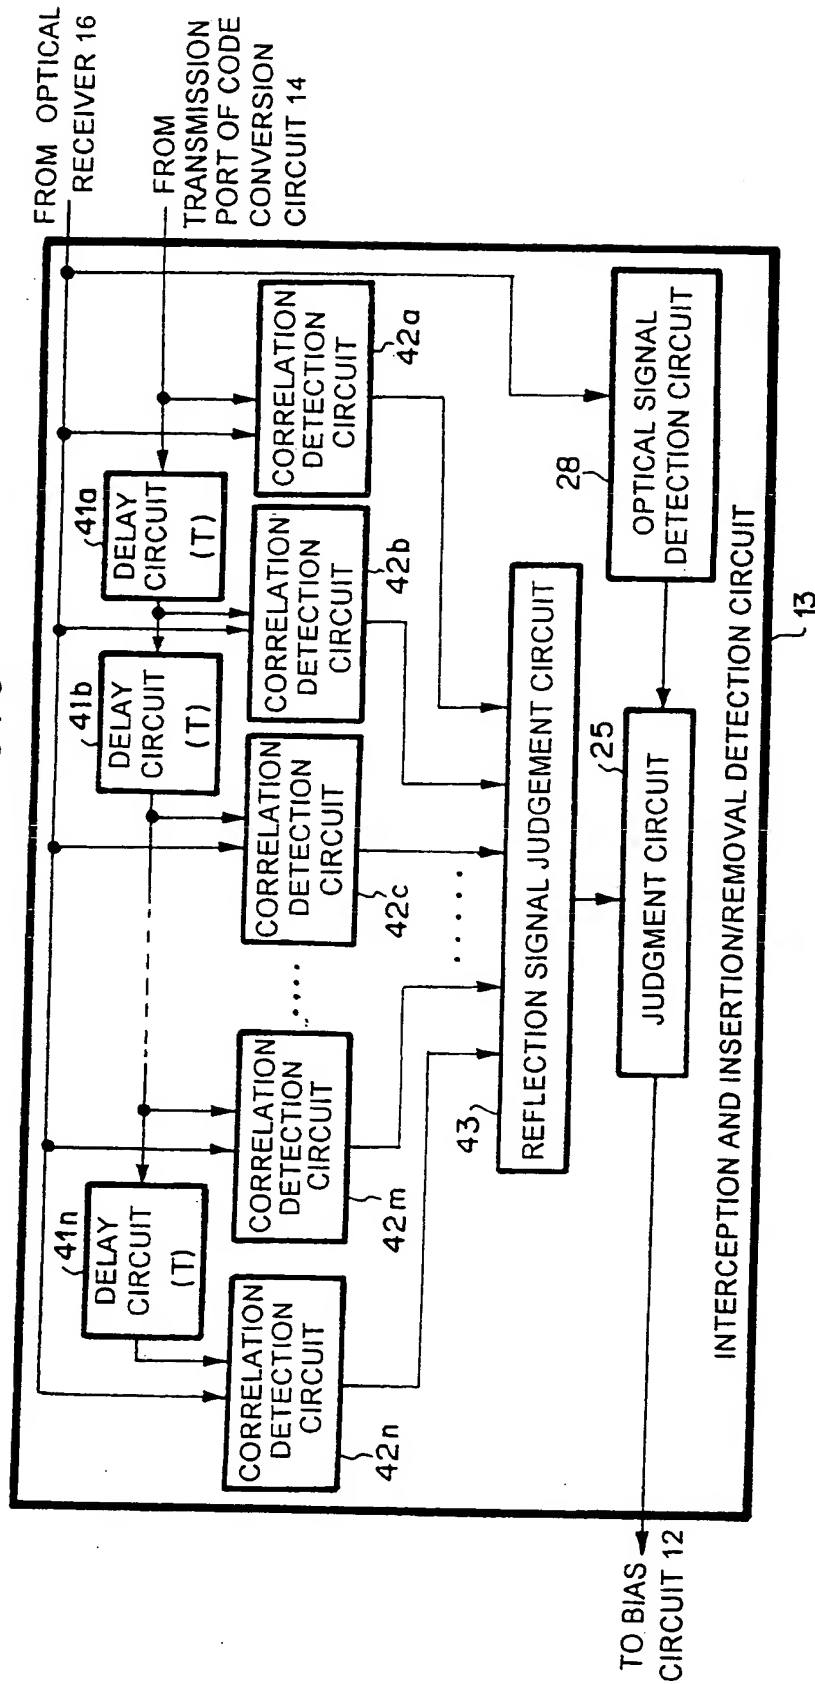 FROM OPTICAL
RECEIVER 16
FROM
TRANSMISSION
PORT OF CODE
CONVERSION
CIRCUIT 14
41n
DELAY
CIRCUIT
(T)
41b
DELAY
CIRCUIT
(T)
41a
DELAY
CIRCUIT
(T)
CORRELATION
DETECTION
CIRCUIT
42n
CORRELATION
DETECTION
CIRCUIT
42m
CORRELATION
DETECTION
CIRCUIT
42c
CORRELATION
DETECTION
CIRCUIT
42b
CORRELATION
DETECTION
CIRCUIT
42a
43
REFLECTION SIGNAL JUDGEMENT CIRCUIT
28
OPTICAL SIGNAL
DETECTION CIRCUIT
25
JUDGMENT CIRCUIT
TO BIAS
CIRCUIT 12
INTERCEPTION AND INSERTION/REMOVAL DETECTION CIRCUIT
13